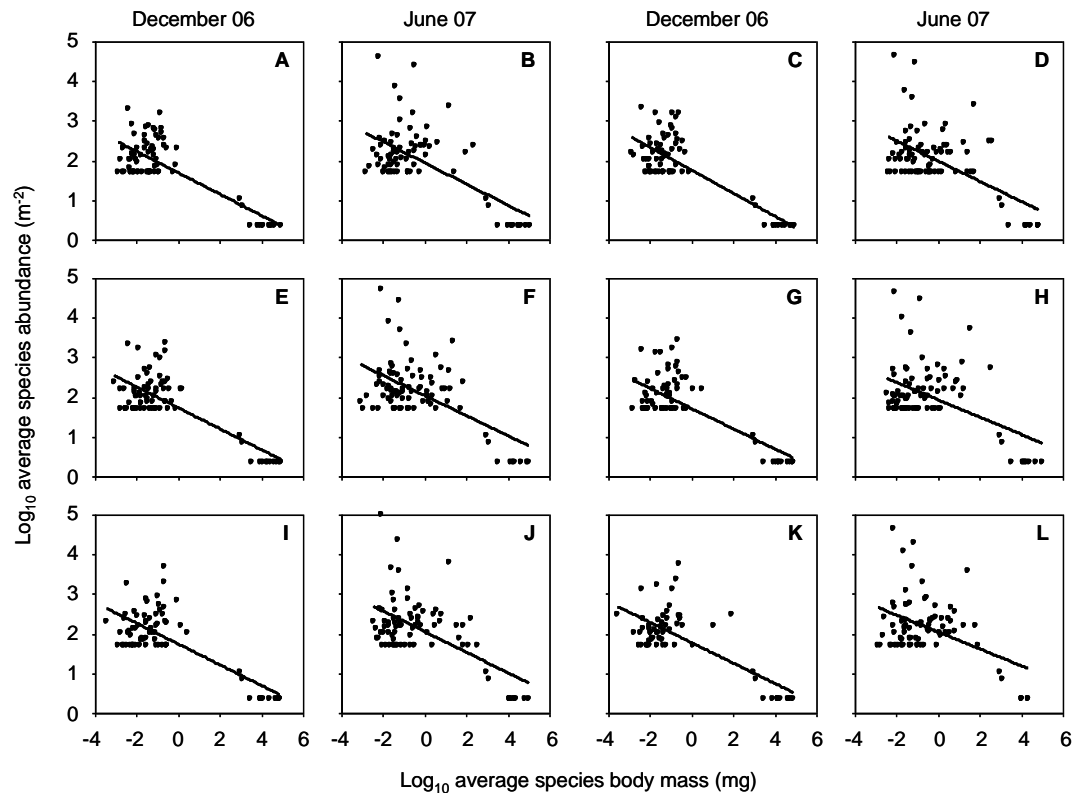 December 06 June 07 December 06 June 07
Log10 average species abundance (m-2)
5 A B C D
4
3
2
1
0
5 E F G H
4
3
2
1
0
5 I J K L
4
3
2
1
0
-4 -2 0 2 4 6 -4 -2 0 2 4 6 -4 -2 0 2 4 6 -4 -2 0 2 4 6
Log10 average species body mass (mg)